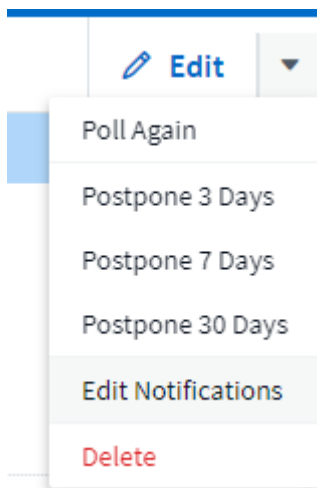 Edit
Poll Again
Postpone 3 Days
Postpone 7 Days
Postpone 30 Days
Edit Notifications
Delete